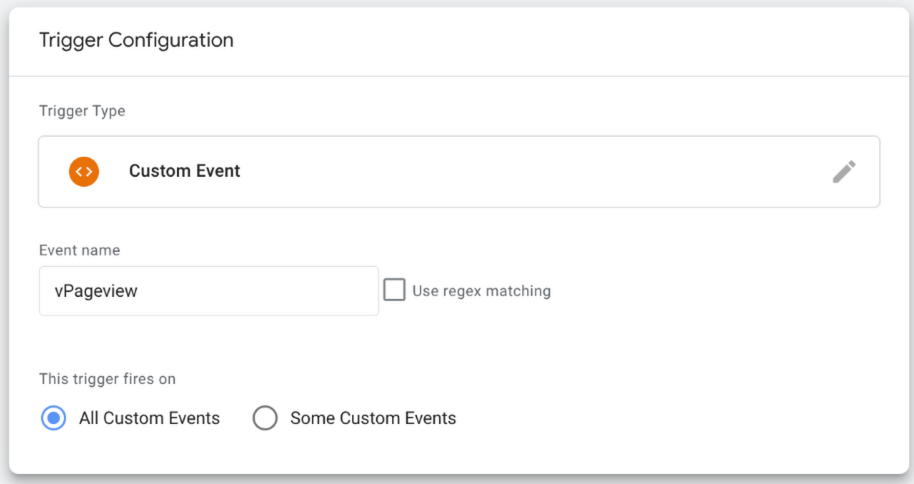 Trigger Configuration
Trigger Type
Custom Event
Event name
vPageview
Use regex matching
This trigger fires on
All Custom Events
Some Custom Events